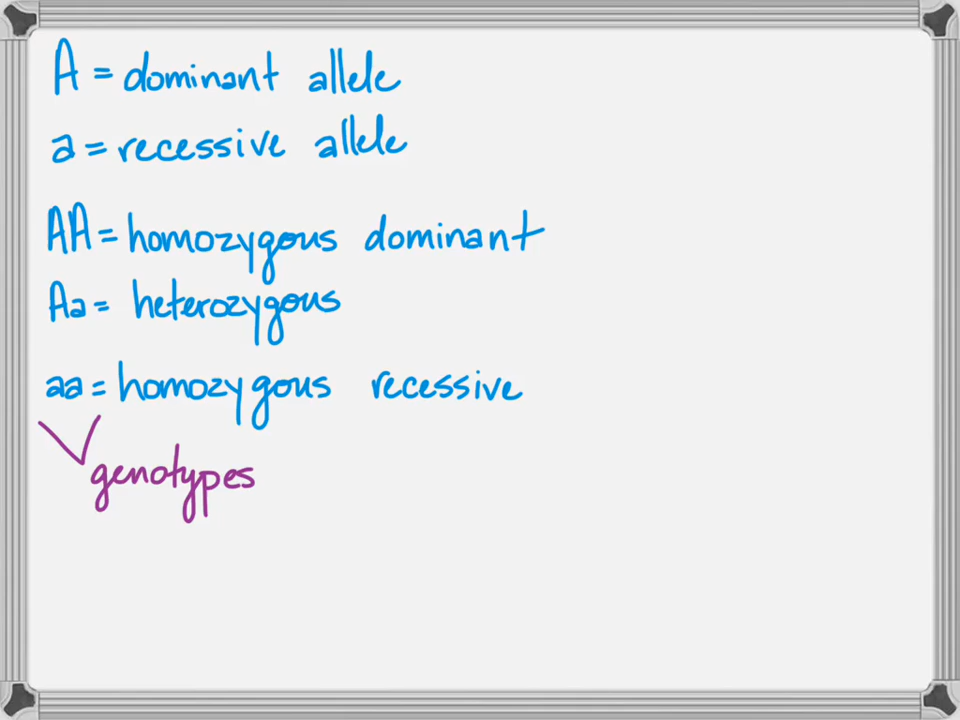 A = dominant allele
a = recessive allele
AA = homozygous dominant
Aa = heterozygous
aa = homozygous recessive
genotypes